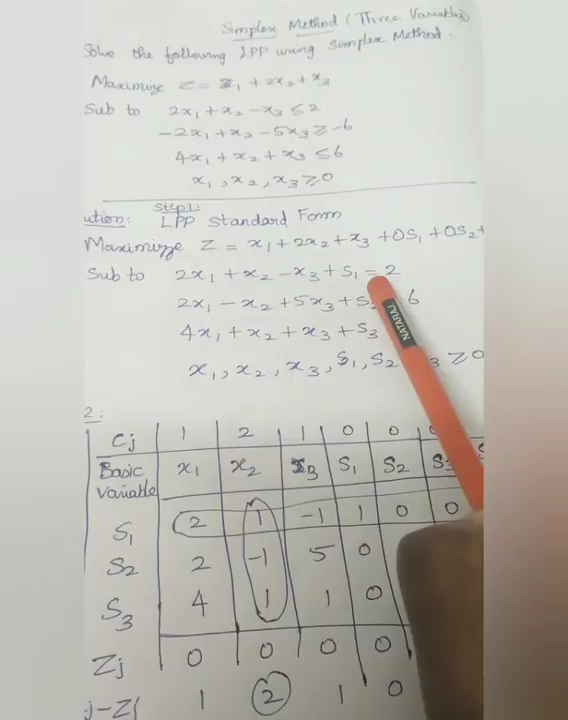 Simplex Method (Three Variable)
Solve the following LPP using simplex Method.
Maximize Z = x₁ + 2x₂ + x₃
Sub to 2x₁ + x₂ - x₃ ≤ 2
-2x₁ + x₂ - 5x₃ ≥ -6
4x₁ + x₂ + x₃ ≤ 6
x₁, x₂, x₃ ≥ 0
Step 1
ution: LPP Standard Form
Maximize Z = x₁ + 2x₂ + x₃ + 0S₁ + 0S₂ +
Sub to 2x₁ + x₂ - x₃ + S₁ = 2
2x₁ - x₂ + 5x₃ + S₂ 6
4x₁ + x₂ + x₃ + S₃
x₁, x₂, x₃, S₁, S₂ ₃ ≥ 0
NATARAJ
2:
Cj 1 2 1 0 0
Basic Variable x₁ x₂ x₃ S₁ S₂ S₃
S₁ 2 1 -1 1 0 0
S₂ 2 -1 5 0
S₃ 4 1 1 0
Zj 0 0 0 0
j-Zj 1 2 1 0